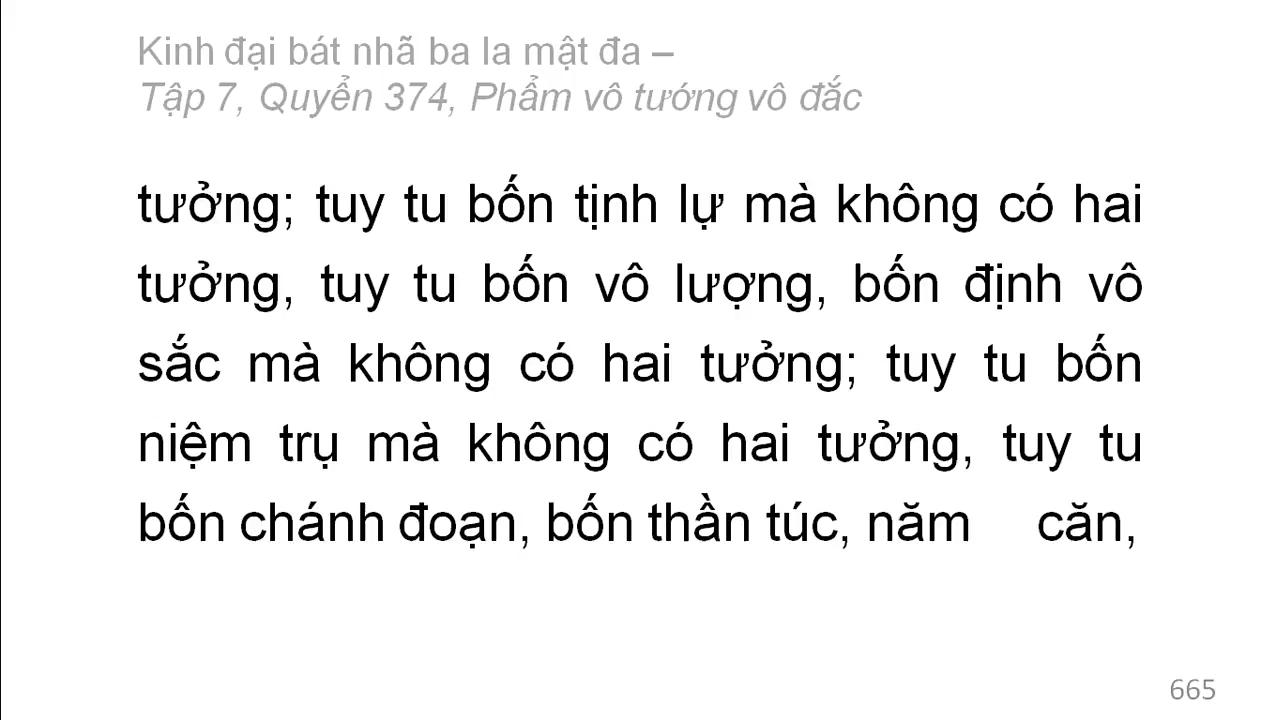 Kinh đại bát nhã ba la mật đa –
Tập 7, Quyển 374, Phẩm vô tướng vô đắc
tưởng; tuy tu bốn tịnh lự mà không có hai
tưởng, tuy tu bốn vô lượng, bốn định vô
sắc mà không có hai tưởng; tuy tu bốn
niệm trụ mà không có hai tưởng, tuy tu
bốn chánh đoạn, bốn thần túc, năm căn,
665